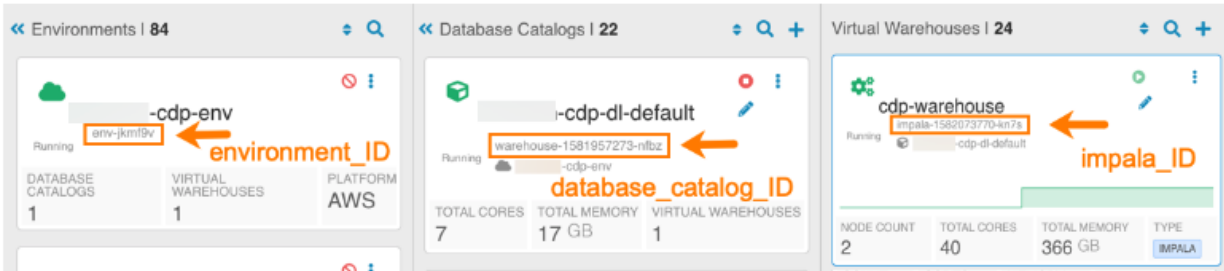 Environments | 84
-cdp-env
env-jkmf9v
Running
environment_ID
DATABASE CATALOGS
1
VIRTUAL WAREHOUSES
1
PLATFORM
AWS
Database Catalogs | 22
-cdp-dl-default
warehouse-1581957273-nfbz
Running
-cdp-env
database_catalog_ID
TOTAL CORES
7
TOTAL MEMORY
17 GB
VIRTUAL WAREHOUSES
1
Virtual Warehouses | 24
cdp-warehouse
impala-1582073770-kn7s
Running
-cdp-dl-default
impala_ID
NODE COUNT
2
TOTAL CORES
40
TOTAL MEMORY
366 GB
TYPE
IMPALA